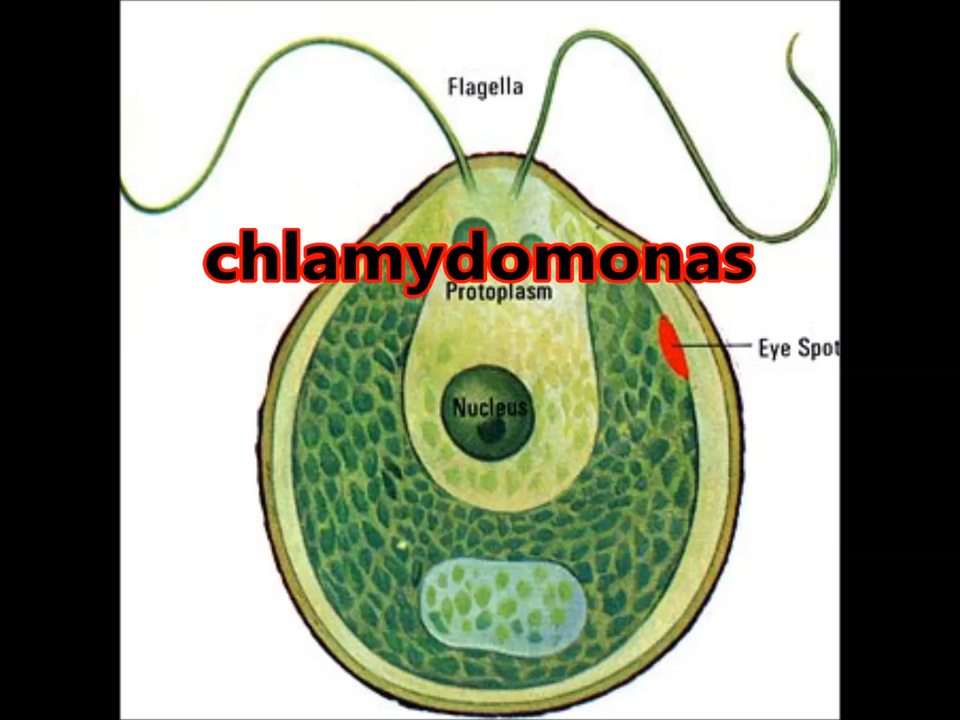 Flagella
chlamydomonas
Protoplasm
Eye Spot
Nucleus